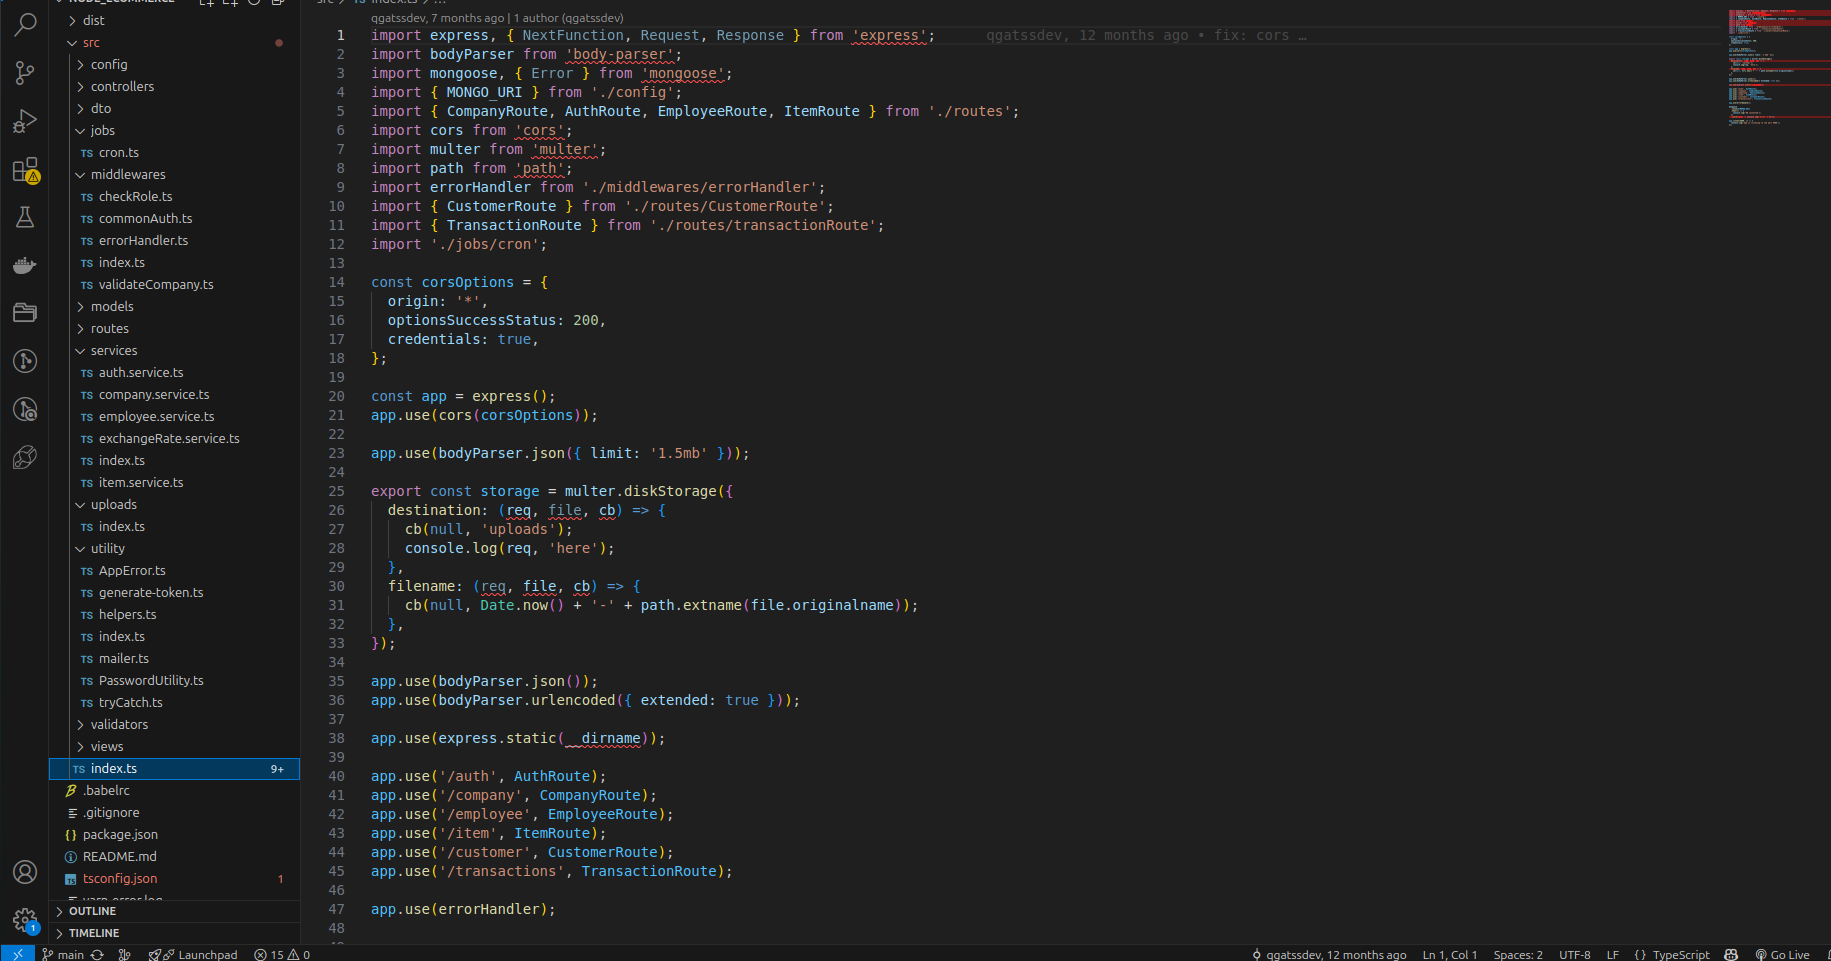 NODE_ECOMMERCE
dist
src
config
controllers
dto
jobs
TS cron.ts
middlewares
TS checkRole.ts
TS commonAuth.ts
TS errorHandler.ts
TS index.ts
TS validateCompany.ts
models
routes
services
TS auth.service.ts
TS company.service.ts
TS employee.service.ts
TS exchangeRate.service.ts
TS index.ts
TS item.service.ts
uploads
TS index.ts
utility
TS AppError.ts
TS generate-token.ts
TS helpers.ts
TS index.ts
TS mailer.ts
TS PasswordUtility.ts
TS tryCatch.ts
validators
views
TS index.ts 9+
.babelrc
.gitignore
{} package.json
README.md
TS tsconfig.json 1
yarn-error.log
OUTLINE
TIMELINE
1
src > TS index.ts > ...
qgatssdev, 7 months ago | 1 author (qgatssdev)
1 import express, { NextFunction, Request, Response } from 'express'; qgatssdev, 12 months ago • fix: cors …
2 import bodyParser from 'body-parser';
3 import mongoose, { Error } from 'mongoose';
4 import { MONGO_URI } from './config';
5 import { CompanyRoute, AuthRoute, EmployeeRoute, ItemRoute } from './routes';
6 import cors from 'cors';
7 import multer from 'multer';
8 import path from 'path';
9 import errorHandler from './middlewares/errorHandler';
10 import { CustomerRoute } from './routes/CustomerRoute';
11 import { TransactionRoute } from './routes/transactionRoute';
12 import './jobs/cron';
13
14 const corsOptions = {
15 origin: '*',
16 optionsSuccessStatus: 200,
17 credentials: true,
18 };
19
20 const app = express();
21 app.use(cors(corsOptions));
22
23 app.use(bodyParser.json({ limit: '1.5mb' }));
24
25 export const storage = multer.diskStorage({
26 destination: (req, file, cb) => {
27 cb(null, 'uploads');
28 console.log(req, 'here');
29 },
30 filename: (req, file, cb) => {
31 cb(null, Date.now() + '-' + path.extname(file.originalname));
32 },
33 });
34
35 app.use(bodyParser.json());
36 app.use(bodyParser.urlencoded({ extended: true }));
37
38 app.use(express.static(__dirname));
39
40 app.use('/auth', AuthRoute);
41 app.use('/company', CompanyRoute);
42 app.use('/employee', EmployeeRoute);
43 app.use('/item', ItemRoute);
44 app.use('/customer', CustomerRoute);
45 app.use('/transactions', TransactionRoute);
46
47 app.use(errorHandler);
48
main Launchpad 15 0 qgatssdev, 12 months ago Ln 1, Col 1 Spaces: 2 UTF-8 LF {} TypeScript Go Live